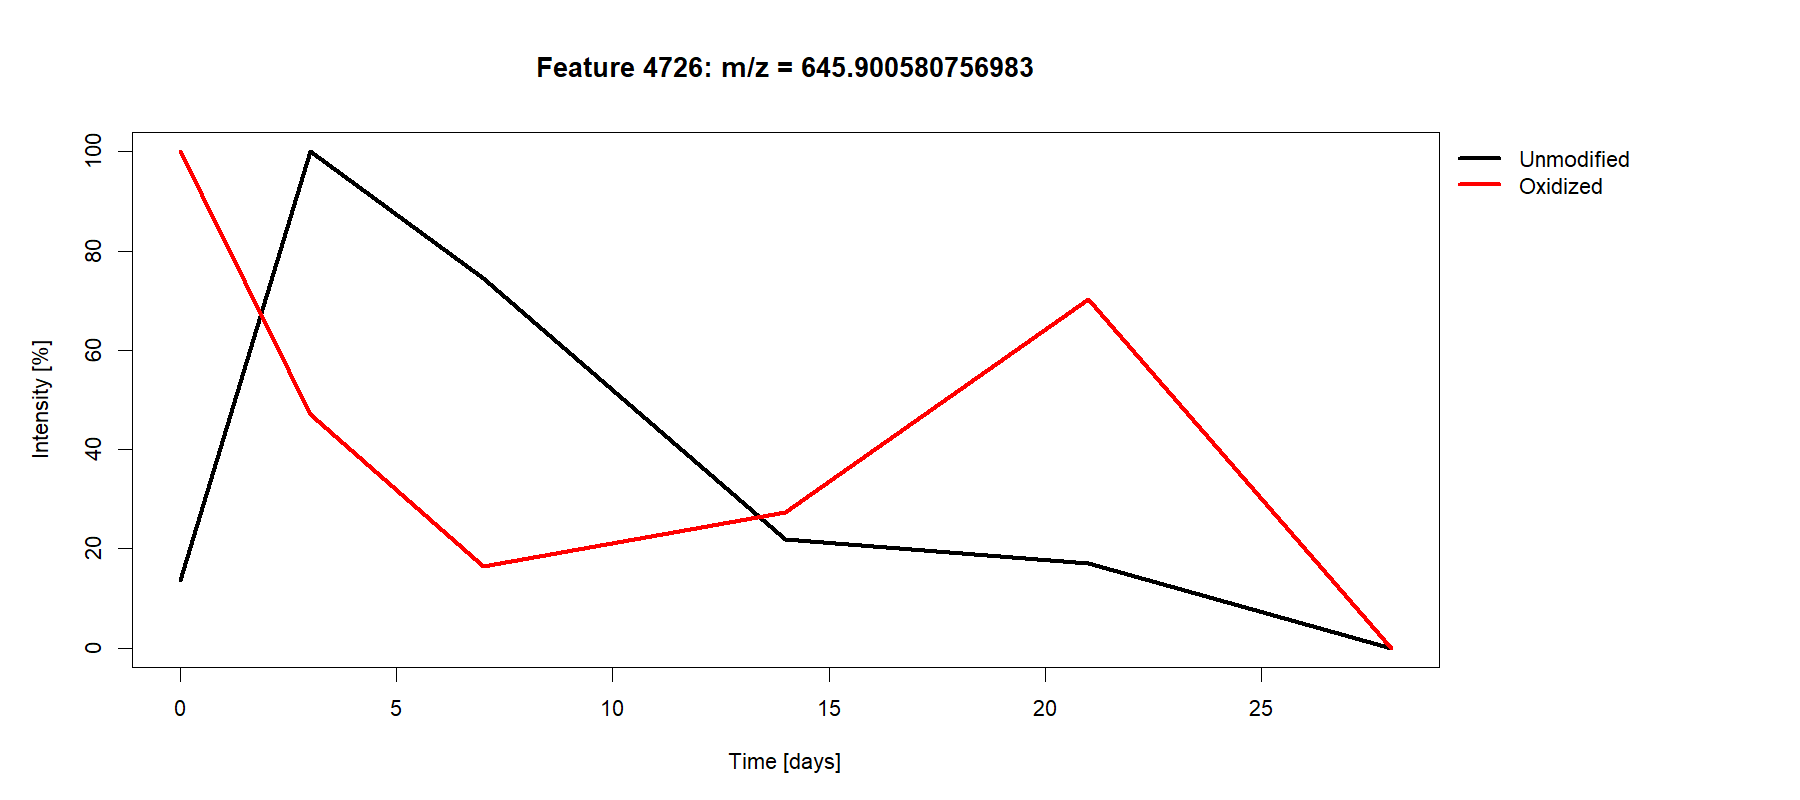 Feature 4726: m/z = 645.900580756983
Unmodified
Oxidized
Intensity [%]
100
80
60
40
20
0
0 5 10 15 20 25
Time [days]